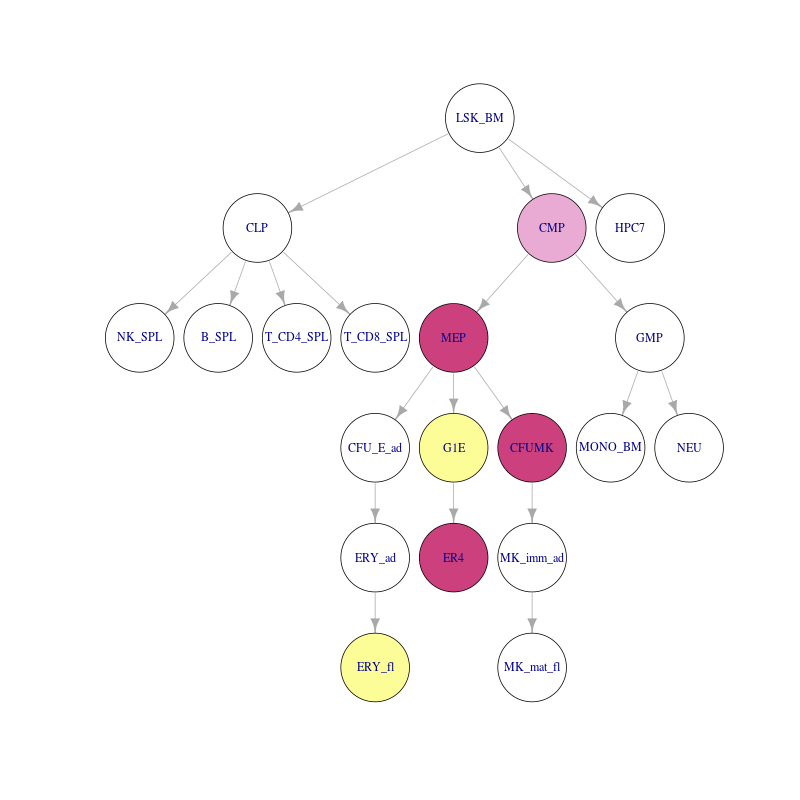 LSK_BM
CLP
CMP
HPC7
NK_SPL
B_SPL
T_CD4_SPL
T_CD8_SPL
MEP
GMP
CFU_E_ad
G1E
CFUMK
MONO_BM
NEU
ERY_ad
ER4
MK_imm_ad
ERY_fl
MK_mat_fl